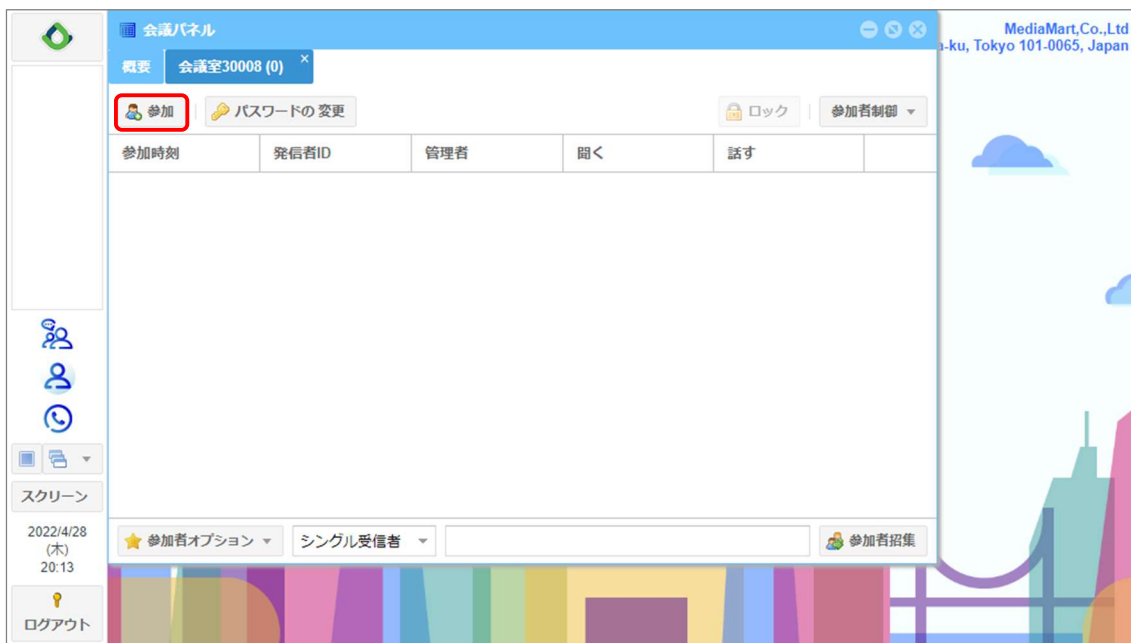 会議パネル
MediaMart,Co.,Ltd
-ku, Tokyo 101-0065, Japan
概要 会議室30008 (0)
参加 パスワードの 変更 ロック 参加者制御
参加時刻 発信者ID 管理者 聞く 話す
スクリーン
2022/4/28
(木)
20:13
参加者オプション シングル受信者 参加者招集
ログアウト